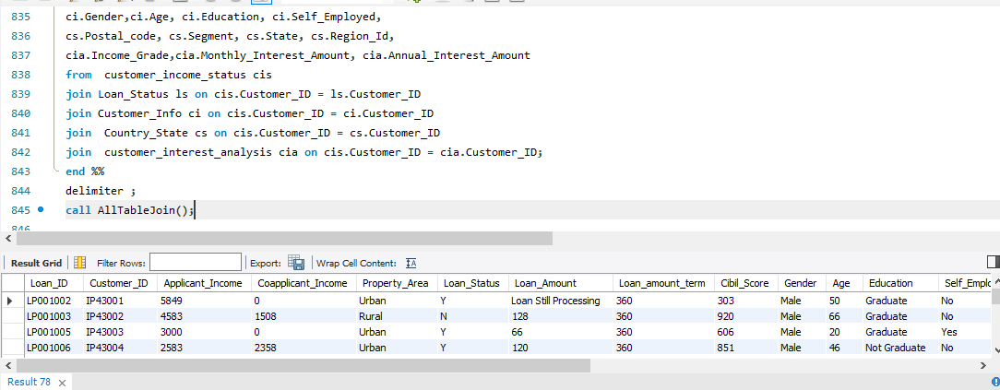 835 ci.Gender,ci.Age, ci.Education, ci.Self_Employed,
836 cs.Postal_code, cs.Segment, cs.State, cs.Region_Id,
837 cia.Income_Grade,cia.Monthly_Interest_Amount, cia.Annual_Interest_Amount
838 from  customer_income_status cis
839 join Loan_Status ls on cis.Customer_ID = ls.Customer_ID
840 join Customer_Info ci on cis.Customer_ID = ci.Customer_ID
841 join  Country_State cs on cis.Customer_ID = cs.Customer_ID
842 join  customer_interest_analysis cia on cis.Customer_ID = cia.Customer_ID;
843 end %%
844 delimiter ;
845 call AllTableJoin();
846
Result Grid Filter Rows: Export: Wrap Cell Content: IA
Loan_ID Customer_ID Applicant_Income Coapplicant_Income Property_Area Loan_Status Loan_Amount Loan_amount_term Cibil_Score Gender Age Education Self_Emplo
LP001002 IP43001 5849 0 Urban Y Loan Still Processing 360 303 Male 50 Graduate No
LP001003 IP43002 4583 1508 Rural N 128 360 920 Male 66 Graduate No
LP001005 IP43003 3000 0 Urban Y 66 360 606 Male 20 Graduate Yes
LP001006 IP43004 2583 2358 Urban Y 120 360 851 Male 46 Not Graduate No
Result 78